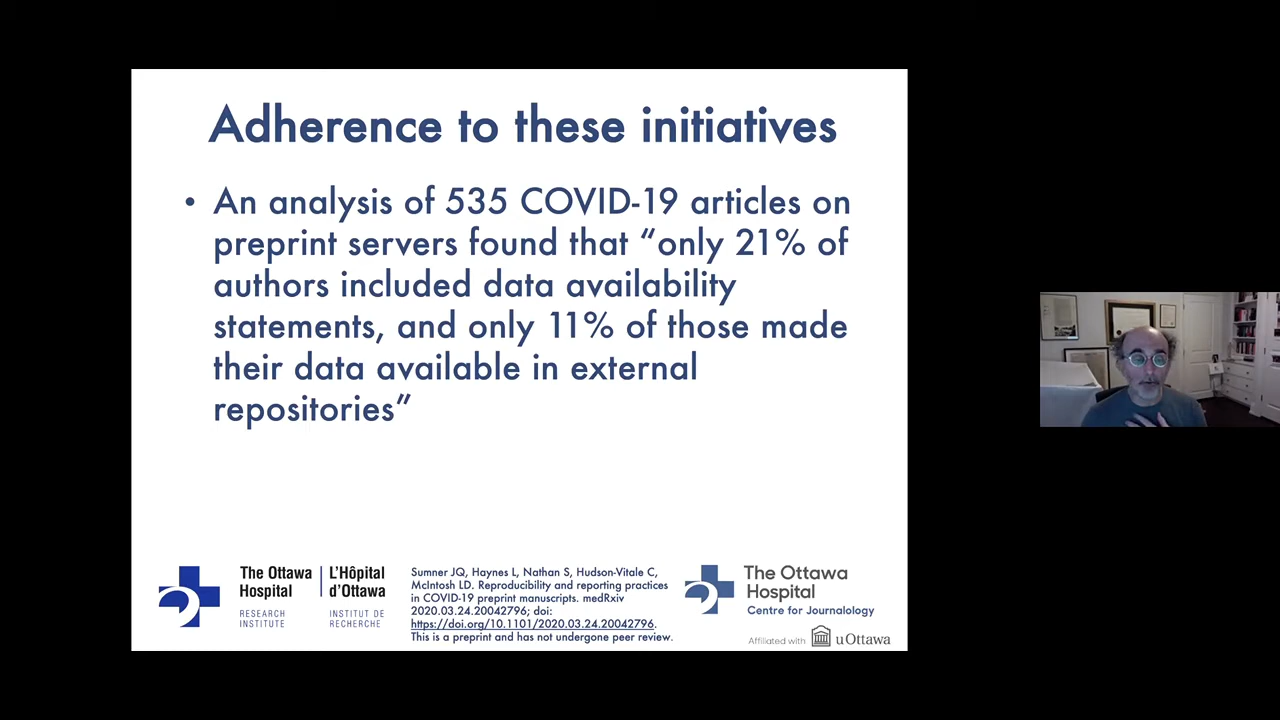 Adherence to these initiatives
• An analysis of 535 COVID-19 articles on
preprint servers found that “only 21% of
authors included data availability
statements, and only 11% of those made
their data available in external
repositories”
The Ottawa Hospital
RESEARCH INSTITUTE
L’Hôpital d’Ottawa
INSTITUT DE RECHERCHE
Sumner JQ, Haynes L, Nathan S, Hudson-Vitale C,
McIntosh LD. Reproducibility and reporting practices
in COVID-19 preprint manuscripts. medRxiv
2020.03.24.20042796; doi:
https://doi.org/10.1101/2020.03.24.20042796.
This is a preprint and has not undergone peer review.
The Ottawa
Hospital
Centre for Journalology
Affiliated with uOttawa